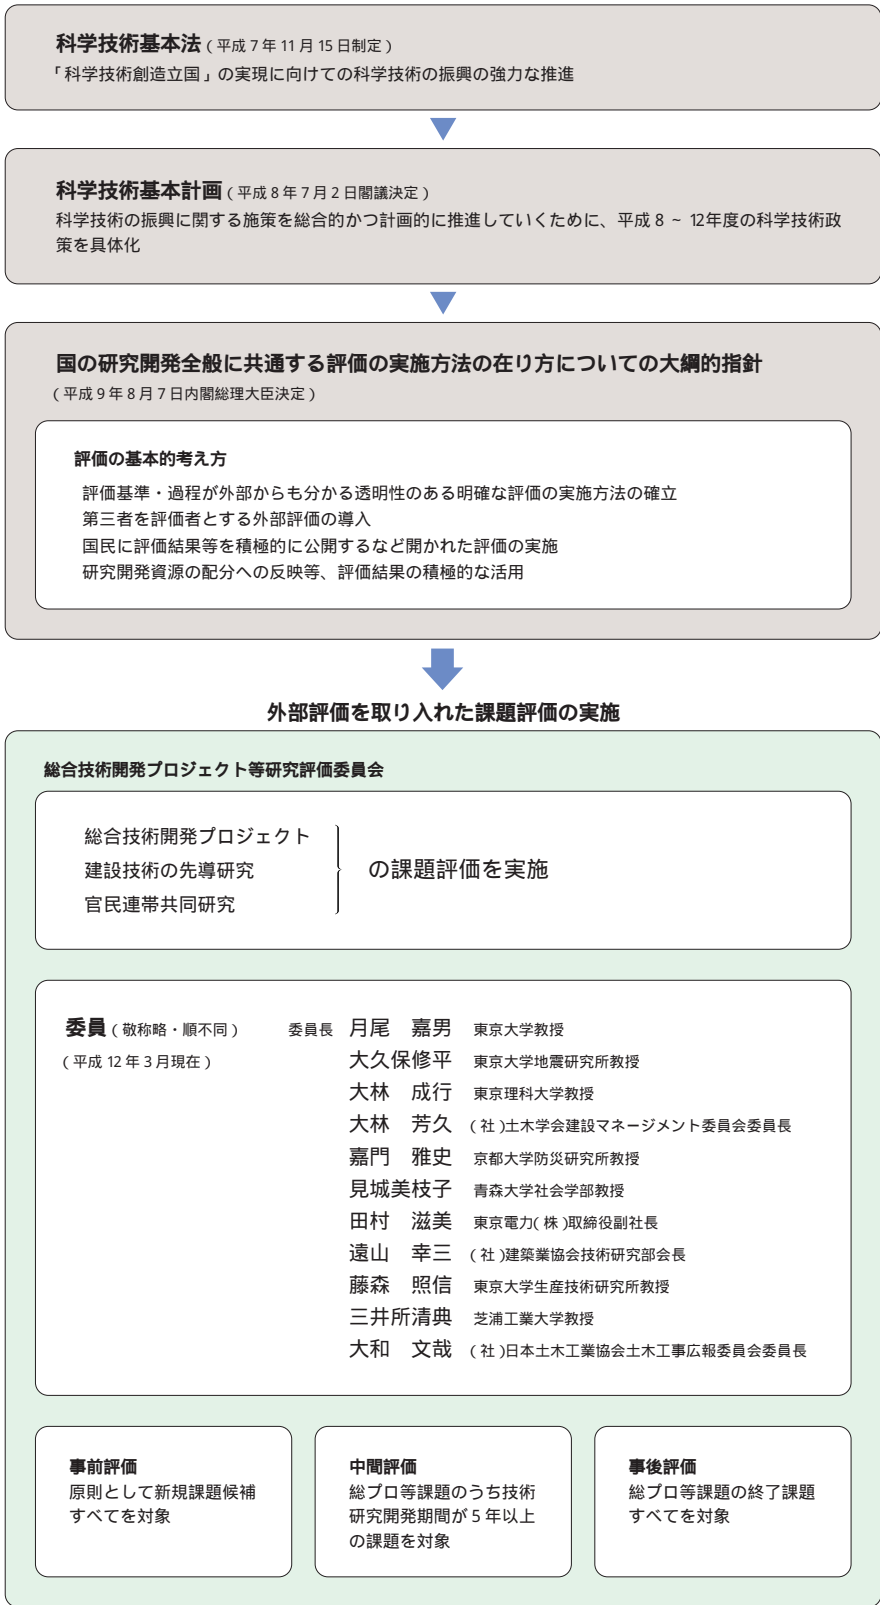 科学技術基本法（平成7年11月15日制定）
「科学技術創造立国」の実現に向けての科学技術の振興の強力な推進
科学技術基本計画（平成8年7月2日閣議決定）
科学技術の振興に関する施策を総合的かつ計画的に推進していくために、平成8～12年度の科学技術政
策を具体化
国の研究開発全般に共通する評価の実施方法の在り方についての大綱的指針
（平成9年8月7日内閣総理大臣決定）
評価の基本的考え方
評価基準・過程が外部からも分かる透明性のある明確な評価の実施方法の確立
第三者を評価者とする外部評価の導入
国民に評価結果等を積極的に公開するなど開かれた評価の実施
研究開発資源の配分への反映等、評価結果の積極的な活用
外部評価を取り入れた課題評価の実施
総合技術開発プロジェクト等研究評価委員会
総合技術開発プロジェクト
建設技術の先導研究
官民連帯共同研究
の課題評価を実施
委員（敬称略・順不同）
（平成12年3月現在）
委員長 月尾　嘉男 東京大学教授
大久保修平 東京大学地震研究所教授
大林　成行 東京理科大学教授
大林　芳久 （社）土木学会建設マネージメント委員会委員長
嘉門　雅史 京都大学防災研究所教授
見城美枝子 青森大学社会学部教授
田村　滋美 東京電力（株）取締役副社長
遠山　幸三 （社）建築業協会技術研究部会長
藤森　照信 東京大学生産技術研究所教授
三井所清典 芝浦工業大学教授
大和　文哉 （社）日本土木工業協会土木工事広報委員会委員長
事前評価
原則として新規課題候補
すべてを対象
中間評価
総プロ等課題のうち技術
研究開発期間が5年以上
の課題を対象
事後評価
総プロ等課題の終了課題
すべてを対象